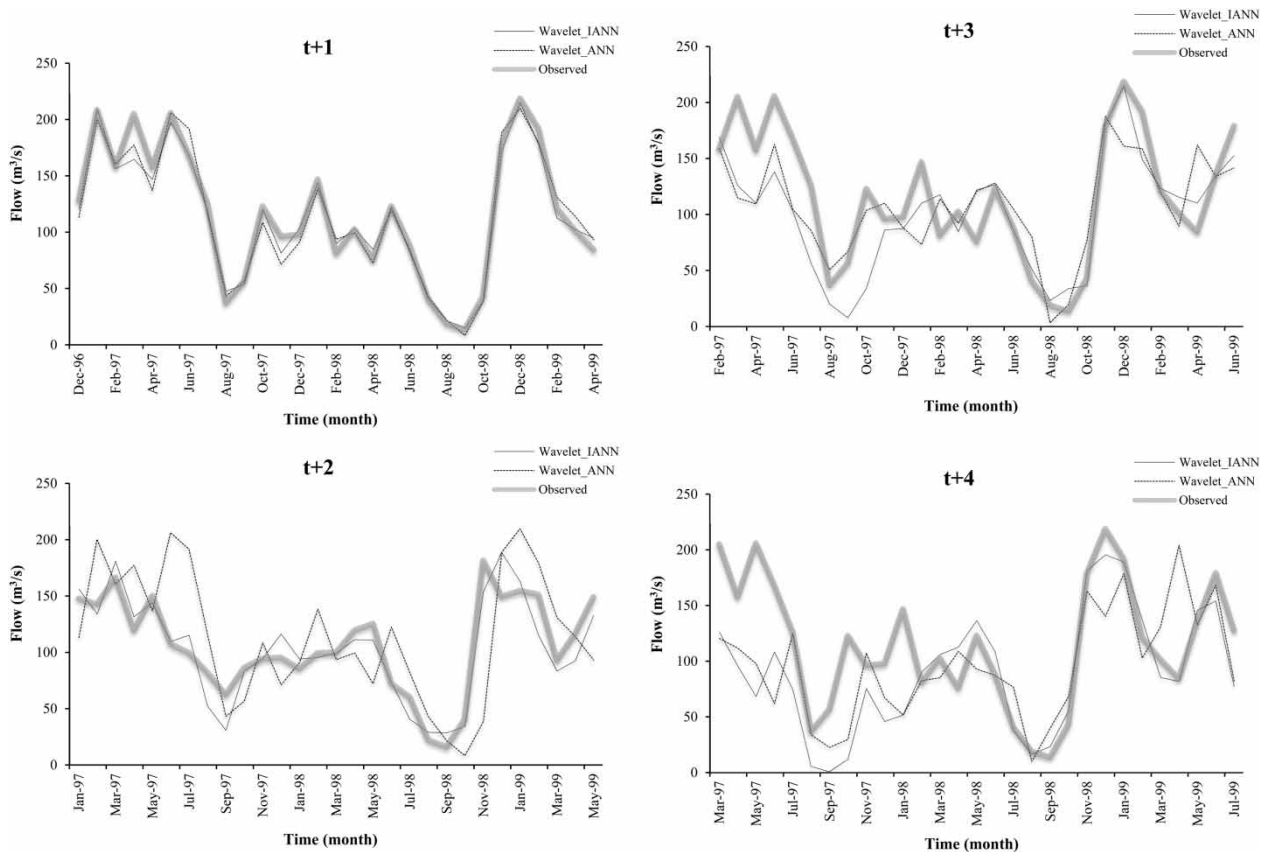 t+1
Wavelet_IANN
Wavelet_ANN
Observed
Flow (m³/s)
250
200
150
100
50
0
Dec-96
Feb-97
Apr-97
Jun-97
Aug-97
Oct-97
Dec-97
Feb-98
Apr-98
Jun-98
Aug-98
Oct-98
Dec-98
Feb-99
Apr-99
Time (month)
t+3
Wavelet_IANN
Wavelet_ANN
Observed
Flow (m³/s)
250
200
150
100
50
0
Feb-97
Apr-97
Jun-97
Aug-97
Oct-97
Dec-97
Feb-98
Apr-98
Jun-98
Aug-98
Oct-98
Dec-98
Feb-99
Apr-99
Jun-99
Time (month)
t+2
Wavelet_IANN
Wavelet_ANN
Observed
Flow (m³/s)
250
200
150
100
50
0
Jan-97
Mar-97
May-97
Jul-97
Sep-97
Nov-97
Jan-98
Mar-98
May-98
Jul-98
Sep-98
Nov-98
Jan-99
Mar-99
May-99
Time (month)
t+4
Wavelet_IANN
Wavelet_ANN
Observed
Flow (m³/s)
250
200
150
100
50
0
Mar-97
May-97
Jul-97
Sep-97
Nov-97
Jan-98
Mar-98
May-98
Jul-98
Sep-98
Nov-98
Jan-99
Mar-99
May-99
Jul-99
Time (month)